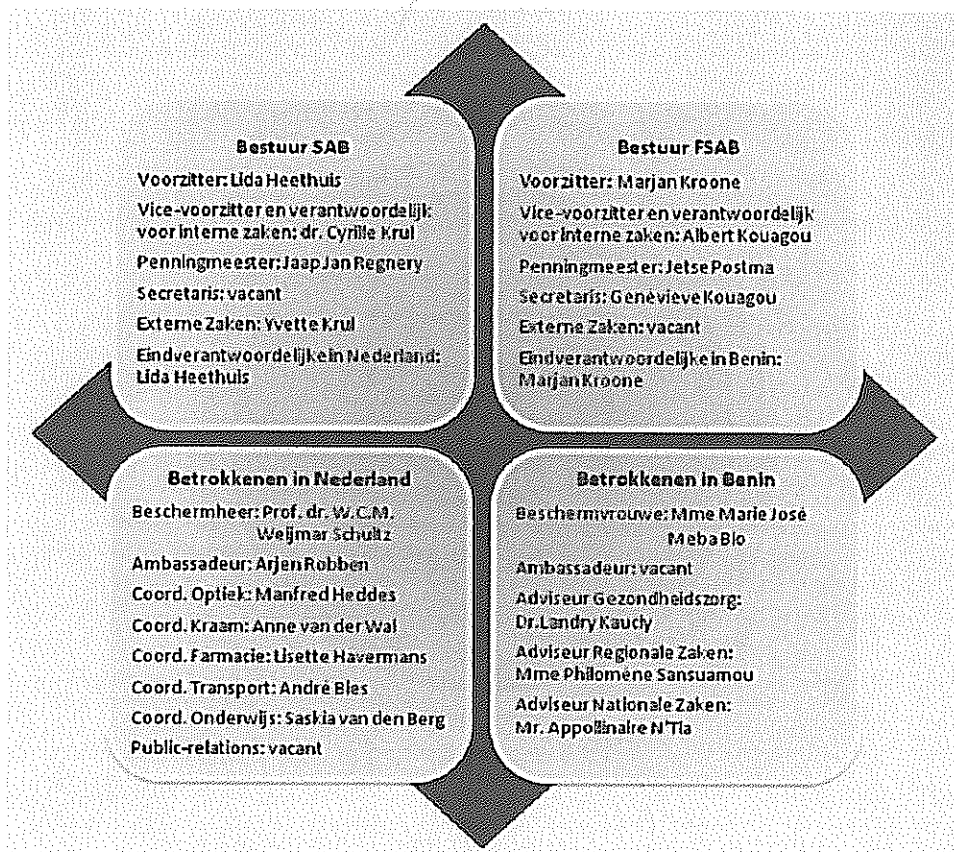 Bestuur SAB
Voorzitter: Lida Heethuis
Vice-voorzitter en verantwoordelijk
voor interne zaken: dr. Cyrille Krul
Penningmeester: Jaap Jan Regnery
Secretaris: vacant
Externe Zaken: Yvette Krul
Eindverantwoordelijke in Nederland:
Lida Heethuis
Bestuur FSAB
Voorzitter: Marjan Kroone
Vice-voorzitter en verantwoordelijk
voor interne zaken: Albert Kouagou
Penningmeester: Jetse Postma
Secretaris: Genèvieve Kouagou
Externe Zaken: vacant
Eindverantwoordelijke in Benin:
Marjan Kroone
Betrokkenen in Nederland
Beschermheer: Prof. dr. W.C.M.
Weijmar Schultz
Ambassadeur: Arjen Robben
Coord. Optiek: Manfred Heddes
Coord. Kraam: Anne van der Wal
Coord. Farmacie: Lisette Havermans
Coord. Transport: André Bles
Coord. Onderwijs: Saskia van den Berg
Public-relations: vacant
Betrokkenen in Benin
Beschermvrouwe: Mme Marie José
Meba Bio
Ambassadeur: vacant
Adviseur Gezondheidszorg:
Dr. Landry Kaucly
Adviseur Regionale Zaken:
Mme Philomène Sansuamou
Adviseur Nationale Zaken:
Mr. Appollinaire N'Tia